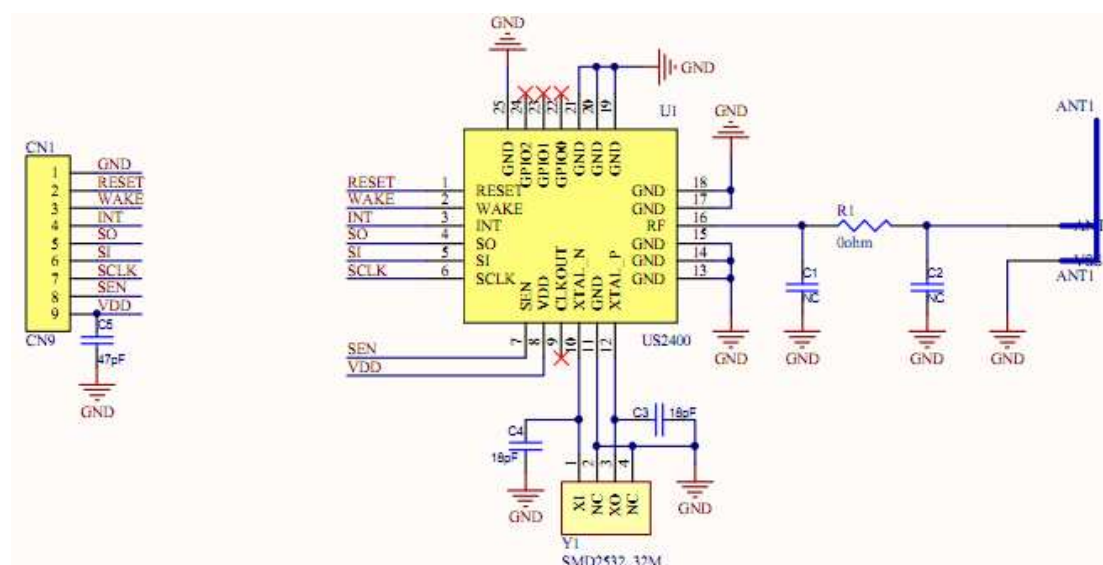 GND
GND
25
24
23
22
21
20
19
U1
GND
GPIO2
GPIO1
GPIO0
GND
GND
GND
GND
ANT1
CN1
1 GND
2 RESET
3 WAKE
4 INT
5 SO
6 SI
7 SCLK
8 SEN
9 VDD
CN9
C5
47pF
GND
RESET 1 RESET
WAKE 2 WAKE
INT 3 INT
SO 4 SO
SI 5 SI
SCLK 6 SCLK
GND 18
GND 17
RF 16
GND 15
GND 14
GND 13
R1
0ohm
C1
NC
C2
NC
ANT1
SEN
VDD
CLKOUT
XTAL_N
GND
XTAL_P
US2400
7
8
9
10
11
12
SEN
VDD
GND
GND
GND
GND
C4
18pF
C3 18pF
GND
GND
1
2
3
4
XI
NC
XO
NC
Y1
SMD2532_32M